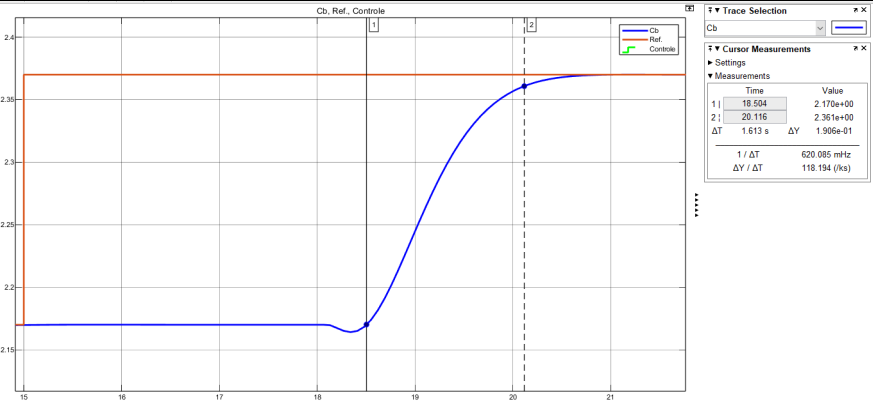 Cb, Ref., Controle
1
2
Cb
Ref.
Controle
2.4
2.35
2.3
2.25
2.2
2.15
15
16
17
18
19
20
21
Trace Selection
Cb
Cursor Measurements
Settings
Measurements
Time Value
1 | 18.504 2.170e+00
2 ¦ 20.116 2.361e+00
ΔT 1.613 s ΔY 1.906e-01
1 / ΔT 620.085 mHz
ΔY / ΔT 118.194 (/ks)